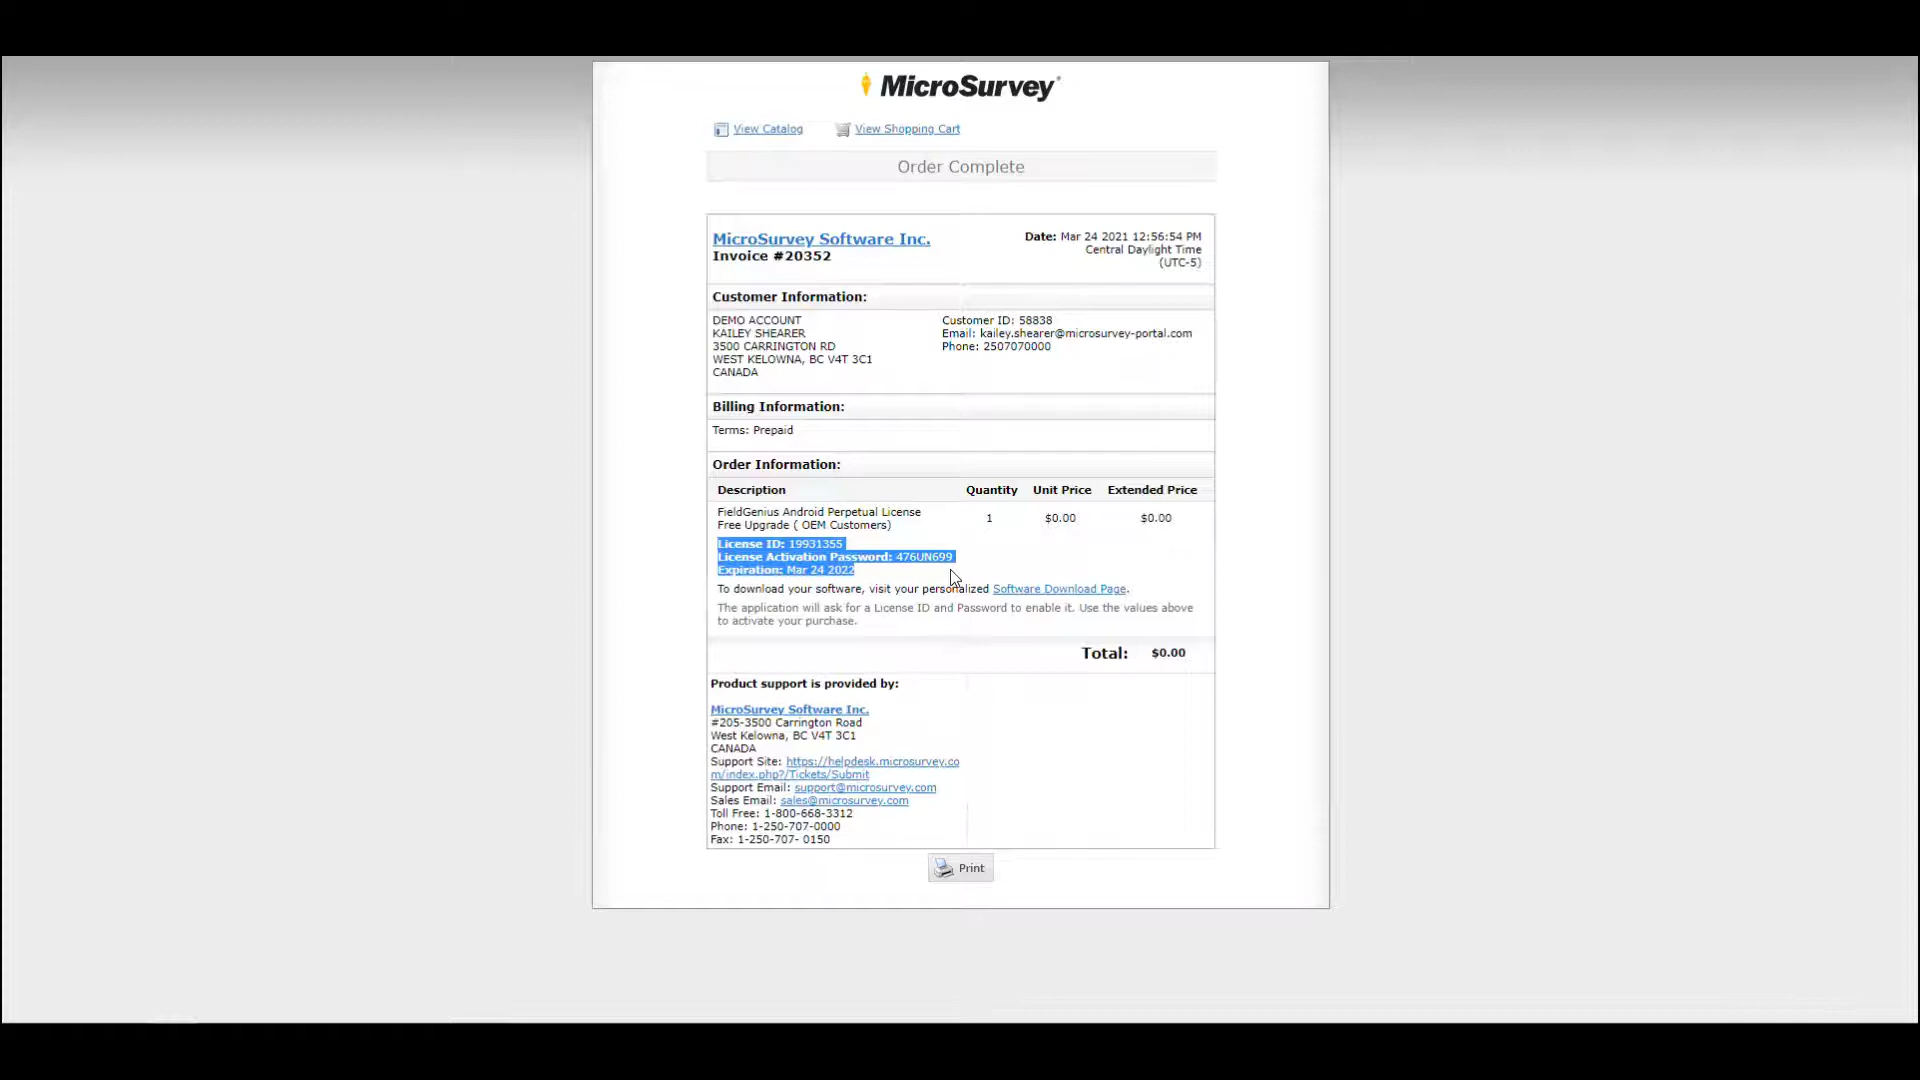 MicroSurvey
View Catalog View Shopping Cart
Order Complete
MicroSurvey Software Inc.
Invoice #20352
Date: Mar 24 2021 12:56:54 PM
Central Daylight Time
(UTC-5)
Customer Information:
DEMO ACCOUNT
KAILEY SHEARER
3500 CARRINGTON RD
WEST KELOWNA, BC V4T 3C1
CANADA
Customer ID: 58838
Email: kailey.shearer@microsurvey-portal.com
Phone: 2507070000
Billing Information:
Terms: Prepaid
Order Information:
Description Quantity Unit Price Extended Price
FieldGenius Android Perpetual License
Free Upgrade ( OEM Customers)
1 $0.00 $0.00
License ID: 19931355
License Activation Password: 476UN699
Expiration: Mar 24 2022
To download your software, visit your personalized Software Download Page.
The application will ask for a License ID and Password to enable it. Use the values above
to activate your purchase.
Total: $0.00
Product support is provided by:
MicroSurvey Software Inc.
#205-3500 Carrington Road
West Kelowna, BC V4T 3C1
CANADA
Support Site: https://helpdesk.microsurvey.co
m/index.php?/Tickets/Submit
Support Email: support@microsurvey.com
Sales Email: sales@microsurvey.com
Toll Free: 1-800-668-3312
Phone: 1-250-707-0000
Fax: 1-250-707- 0150
Print